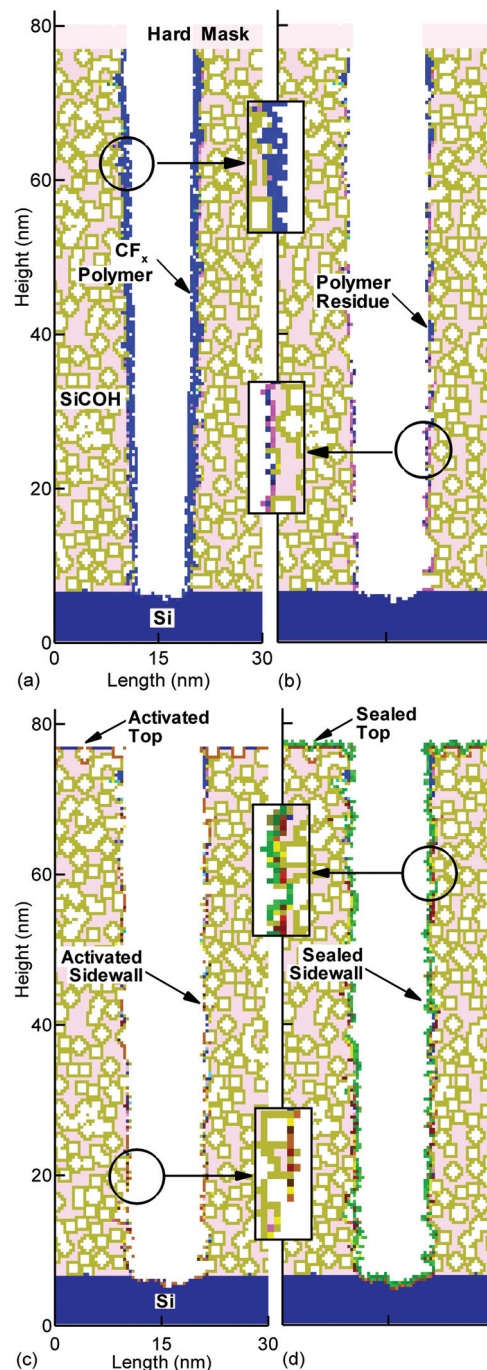 80
Hard Mask
60
Height (nm)
CFx
Polymer
Polymer
Residue
40
SiCOH
20
Si
0
0
15
30
(a)
Length (nm)
(b)
Activated
Top
Sealed
Top
80
60
Height (nm)
Activated
Sidewall
Sealed
Sidewall
40
20
Si
0
0
15
30
(c)
Length (nm)
(d)